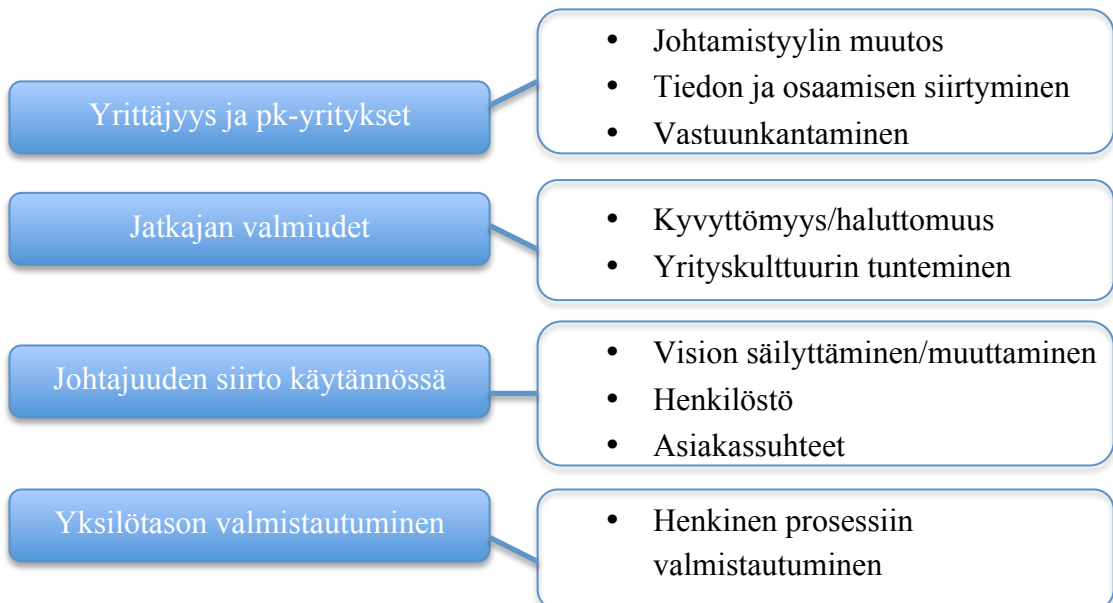 Yrittäjyys ja pk-yritykset
• Johtamistyylin muutos
• Tiedon ja osaamisen siirtyminen
• Vastuunkantaminen
Jatkajan valmiudet
• Kyvyttömyys/haluttomuus
• Yrityskulttuurin tunteminen
Johtajuuden siirto käytännössä
• Vision säilyttäminen/muuttaminen
• Henkilöstö
• Asiakassuhteet
Yksilötason valmistautuminen
• Henkinen prosessiin
valmistautuminen